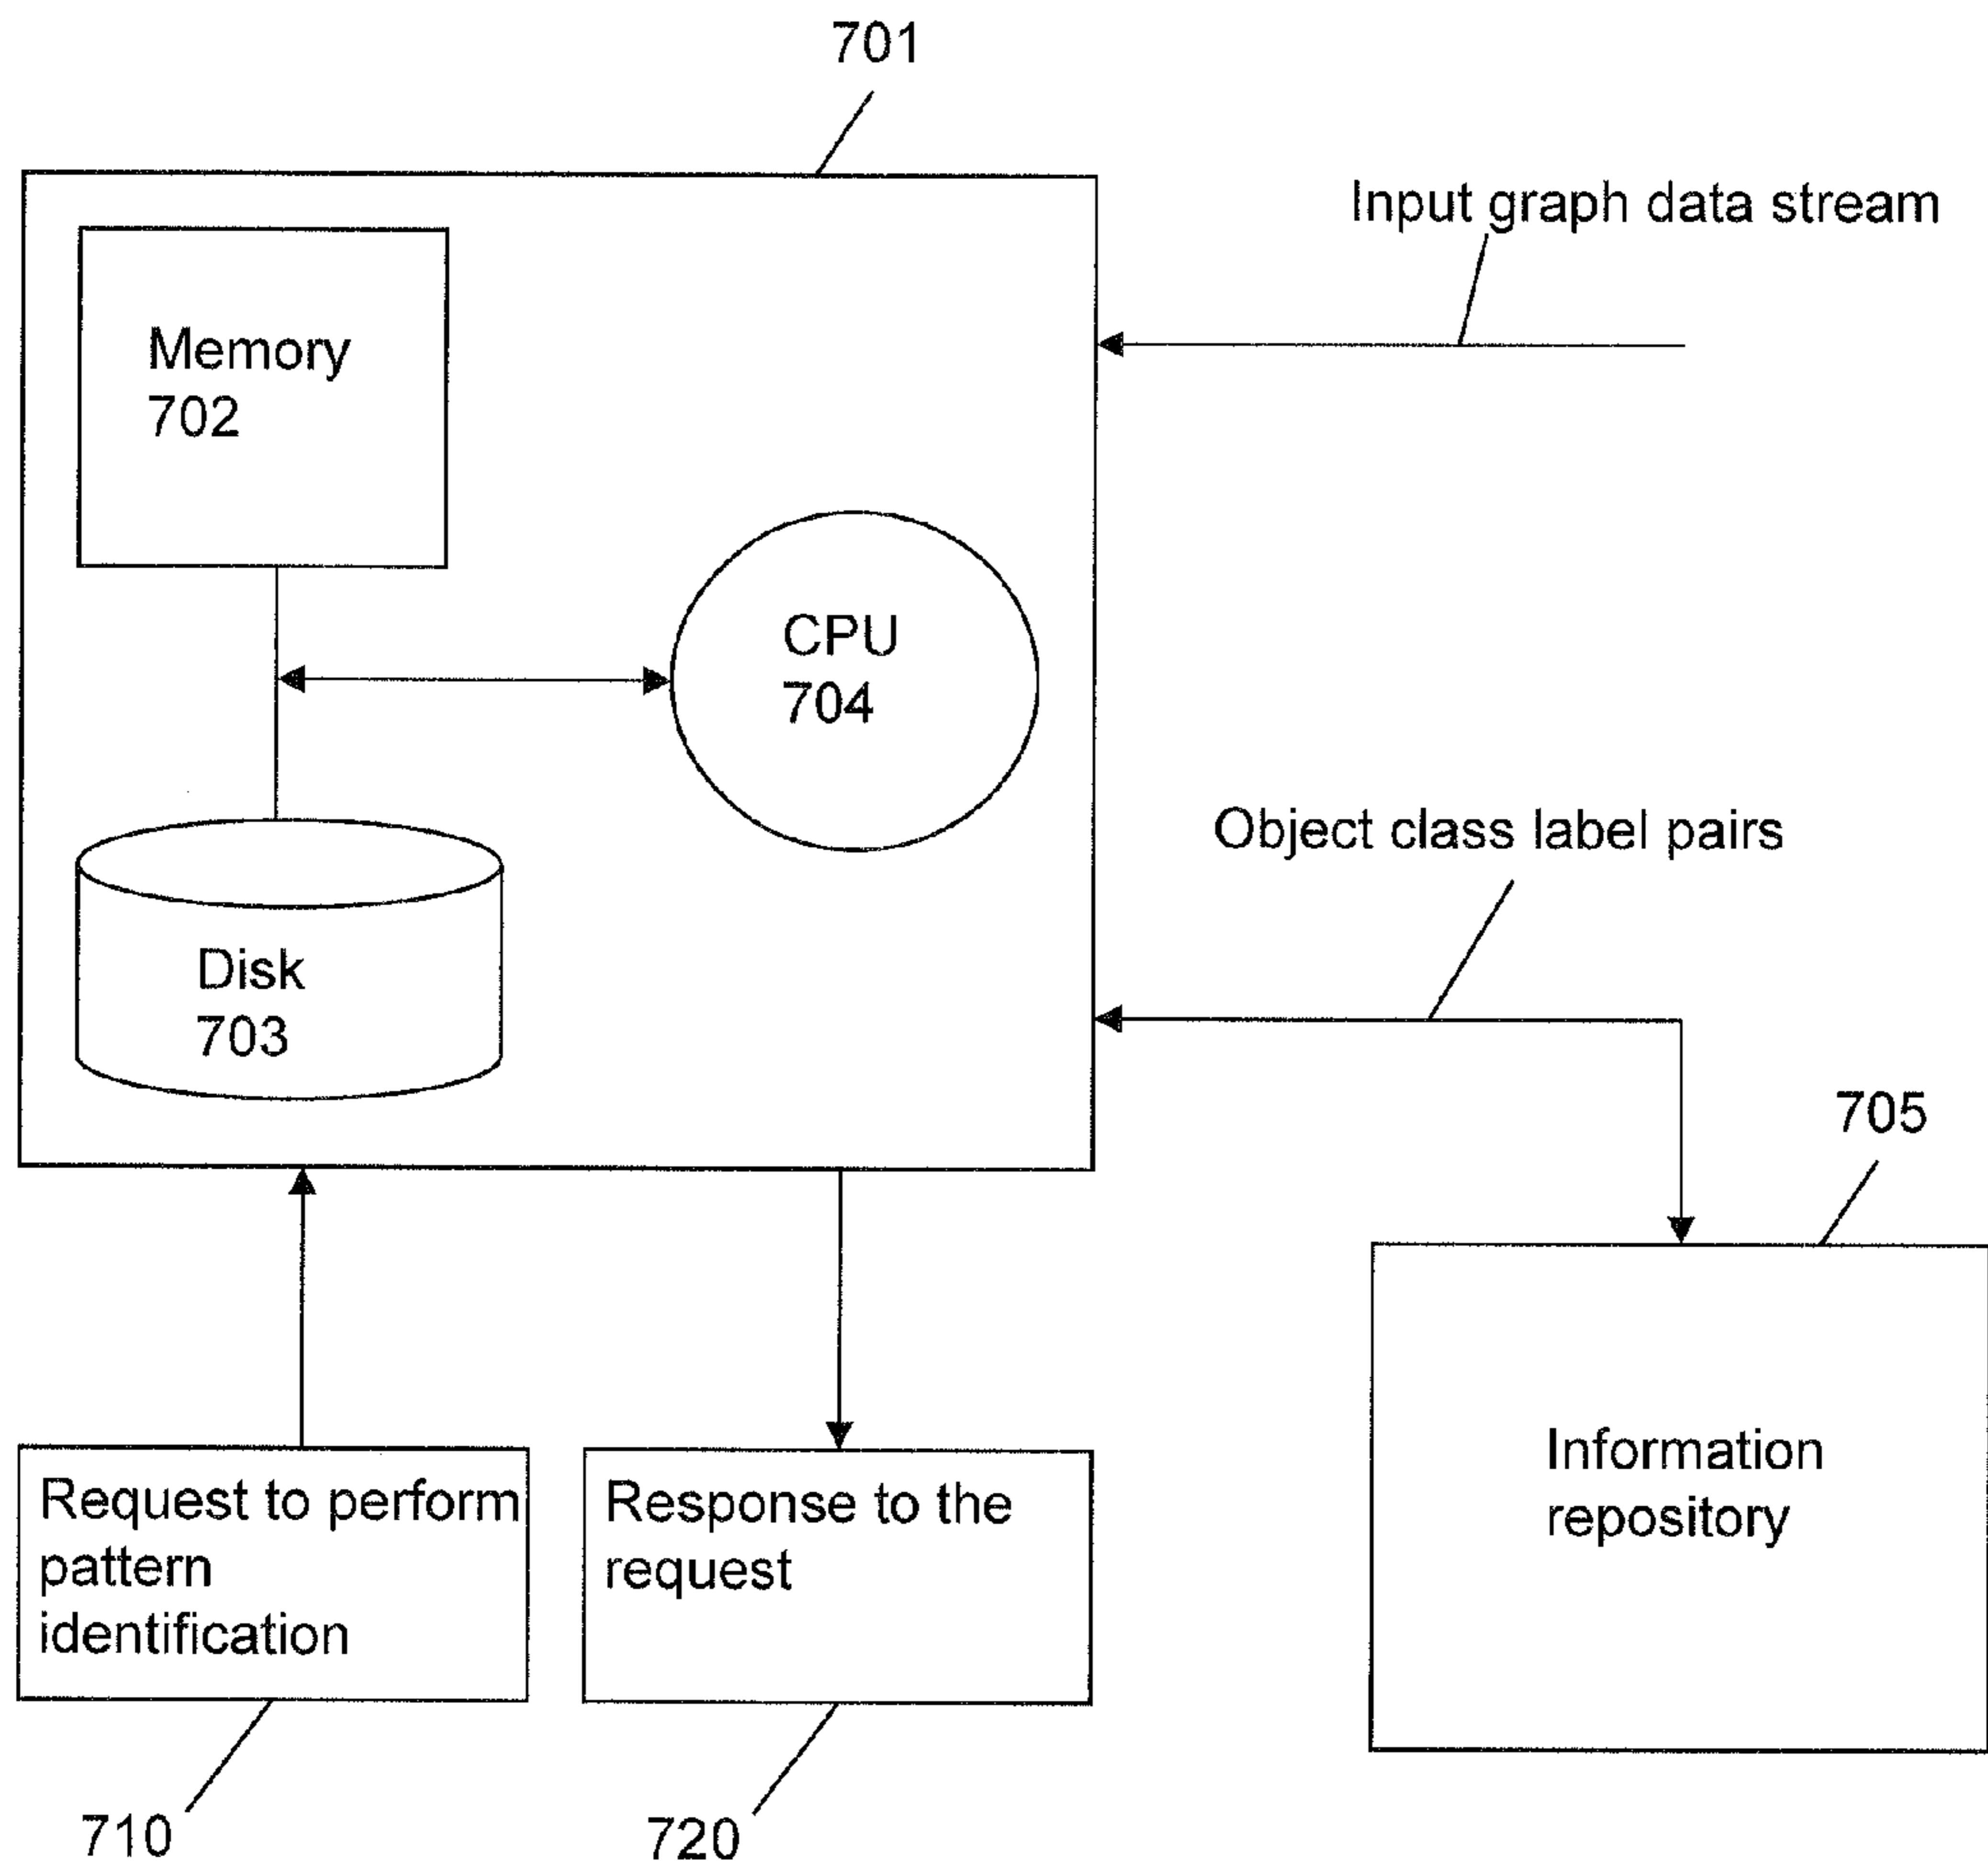 701
Input graph data stream
Memory
702
CPU
704
Object class label pairs
Disk
703
705
Request to perform
pattern
identification
Response to the
request
Information
repository
710
720